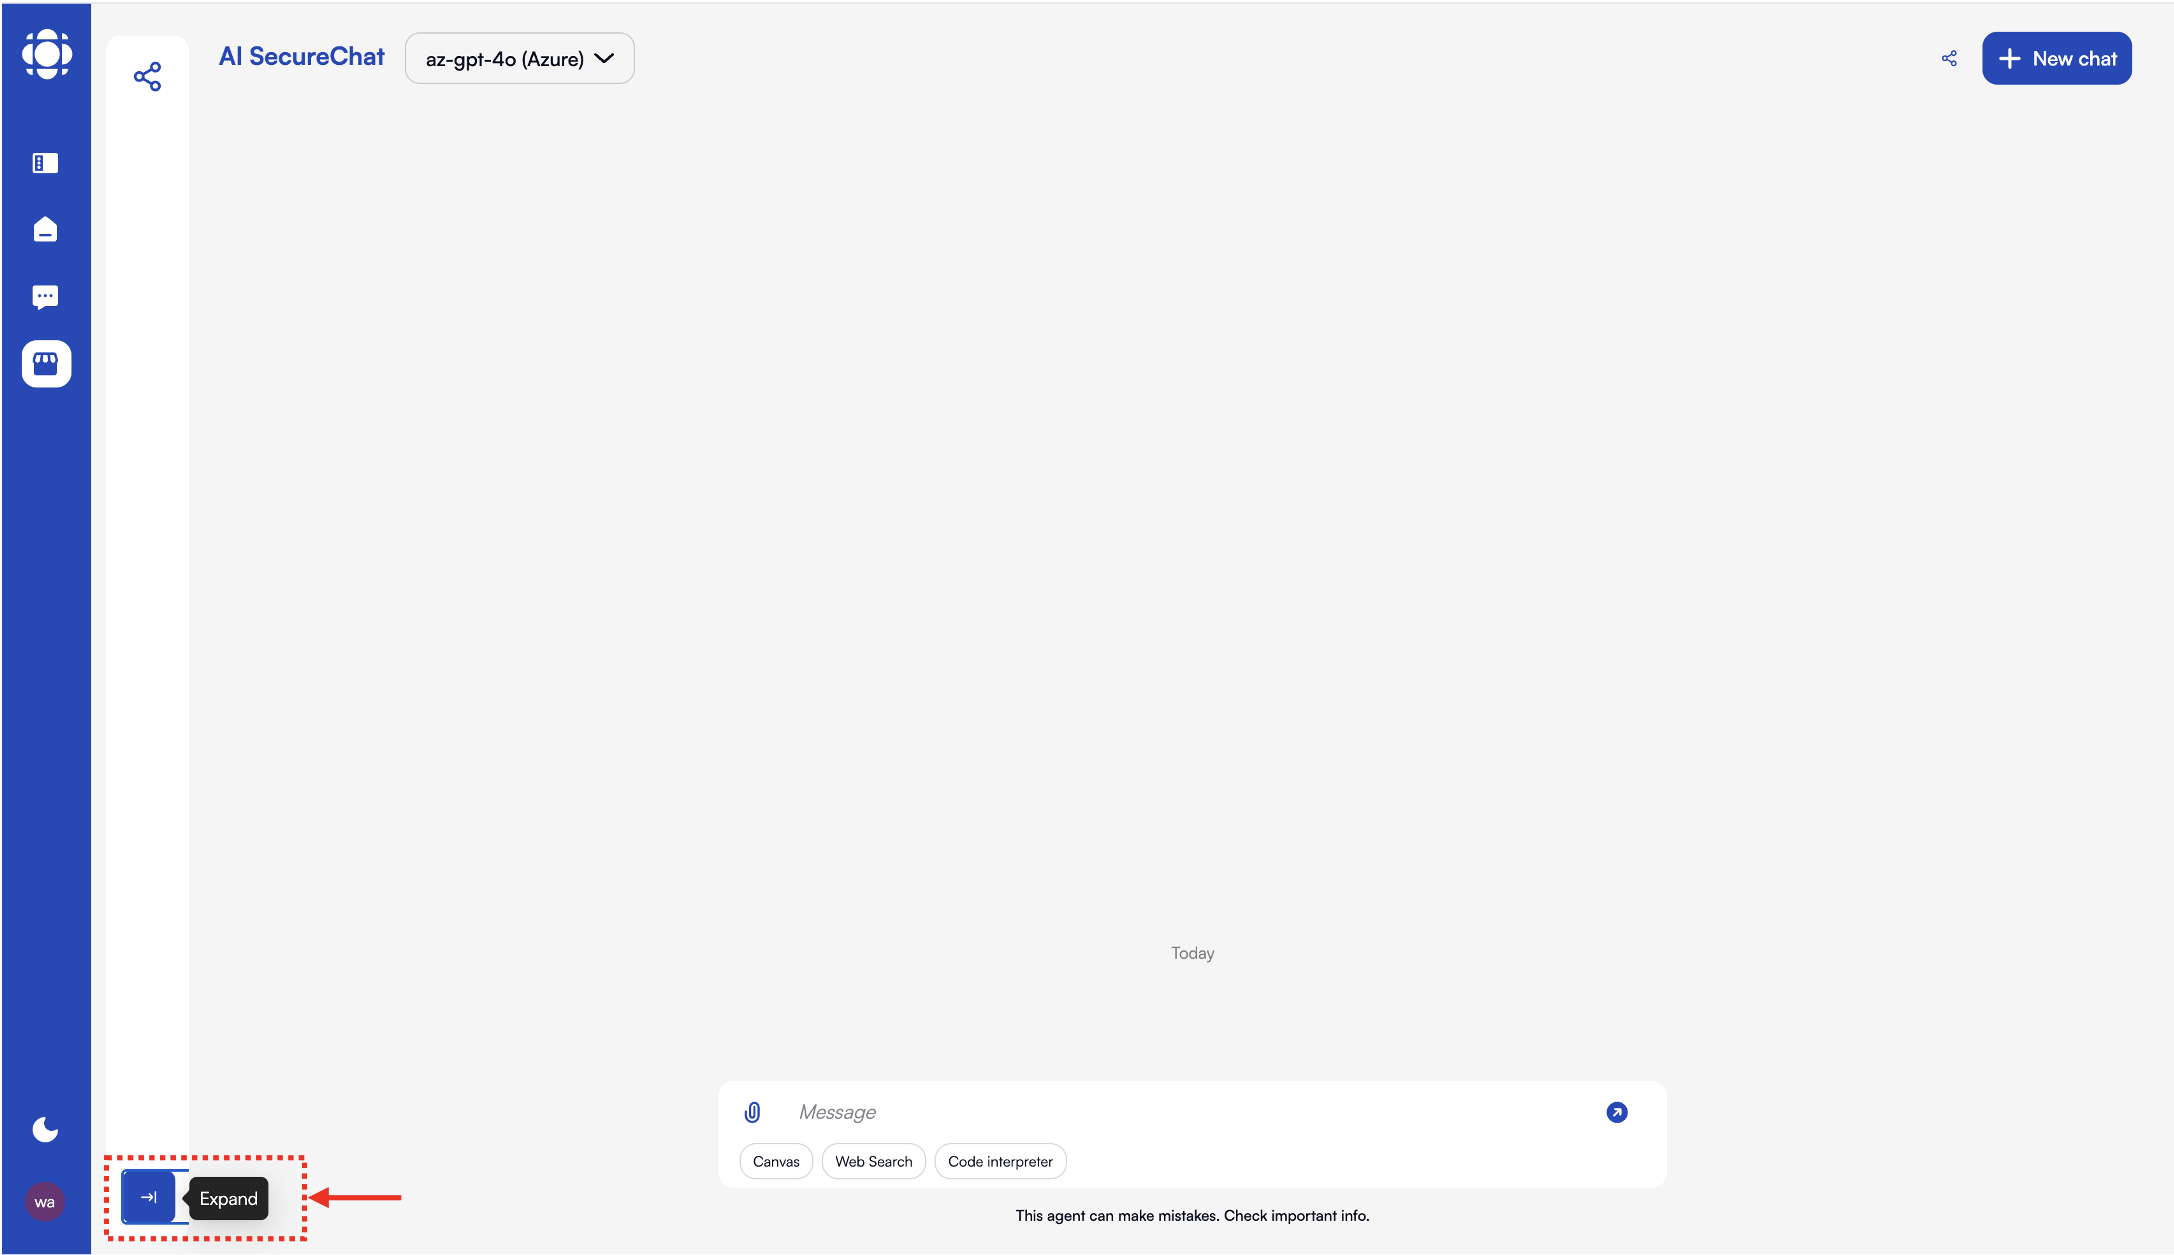 AI SecureChat
az-gpt-4o (Azure)
New chat
Today
Message
Canvas
Web Search
Code interpreter
This agent can make mistakes. Check important info.
wa
Expand